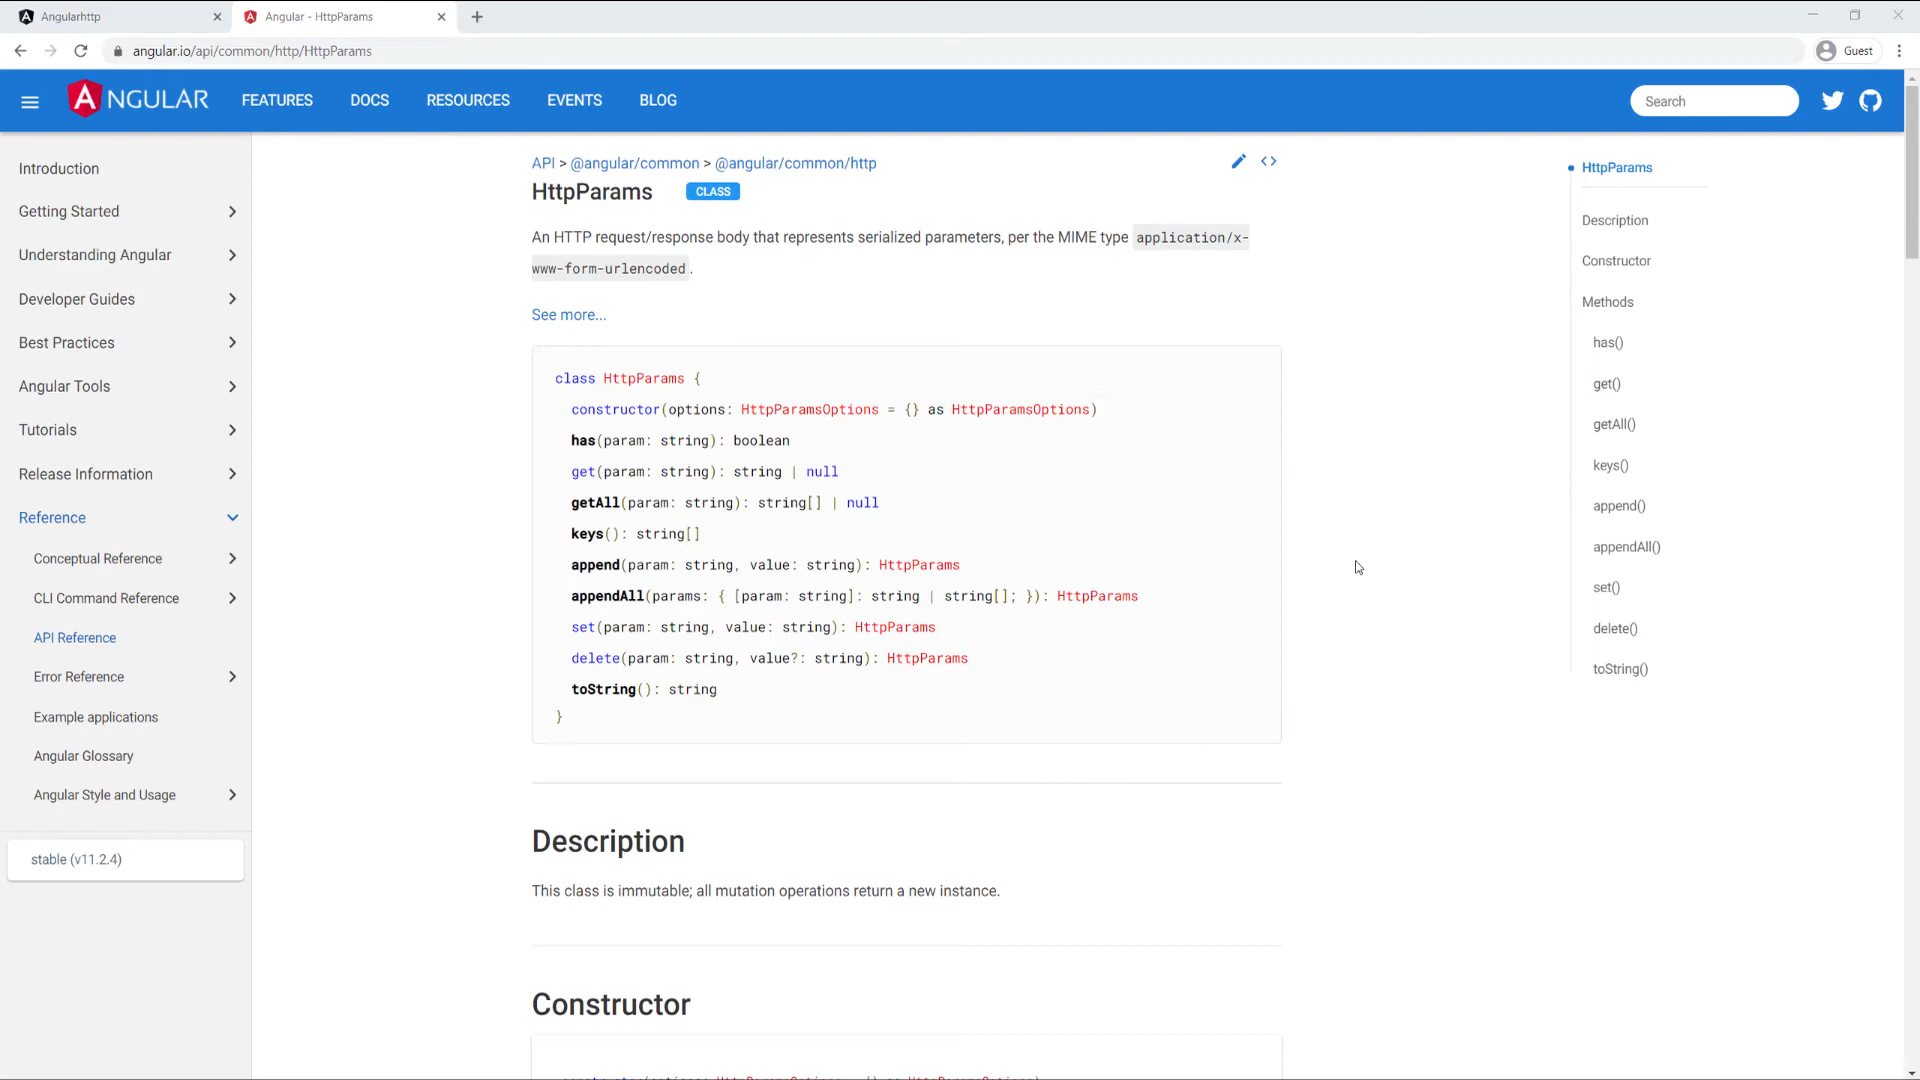 Angularhttp
Angular - HttpParams
angular.io/api/common/http/HttpParams
Guest
ANGULAR
FEATURES
DOCS
RESOURCES
EVENTS
BLOG
Search
Introduction
Getting Started
Understanding Angular
Developer Guides
Best Practices
Angular Tools
Tutorials
Release Information
Reference
Conceptual Reference
CLI Command Reference
API Reference
Error Reference
Example applications
Angular Glossary
Angular Style and Usage
stable (v11.2.4)
API > @angular/common > @angular/common/http
HttpParams CLASS
An HTTP request/response body that represents serialized parameters, per the MIME type application/x-
www-form-urlencoded.
See more...
class HttpParams {
constructor(options: HttpParamsOptions = {} as HttpParamsOptions)
has(param: string): boolean
get(param: string): string | null
getAll(param: string): string[] | null
keys(): string[]
append(param: string, value: string): HttpParams
appendAll(params: { [param: string]: string | string[]; }): HttpParams
set(param: string, value: string): HttpParams
delete(param: string, value?: string): HttpParams
toString(): string
}
Description
This class is immutable; all mutation operations return a new instance.
Constructor
constructor(options: HttpParamsOptions = {} as HttpParamsOptions)
HttpParams
Description
Constructor
Methods
has()
get()
getAll()
keys()
append()
appendAll()
set()
delete()
toString()